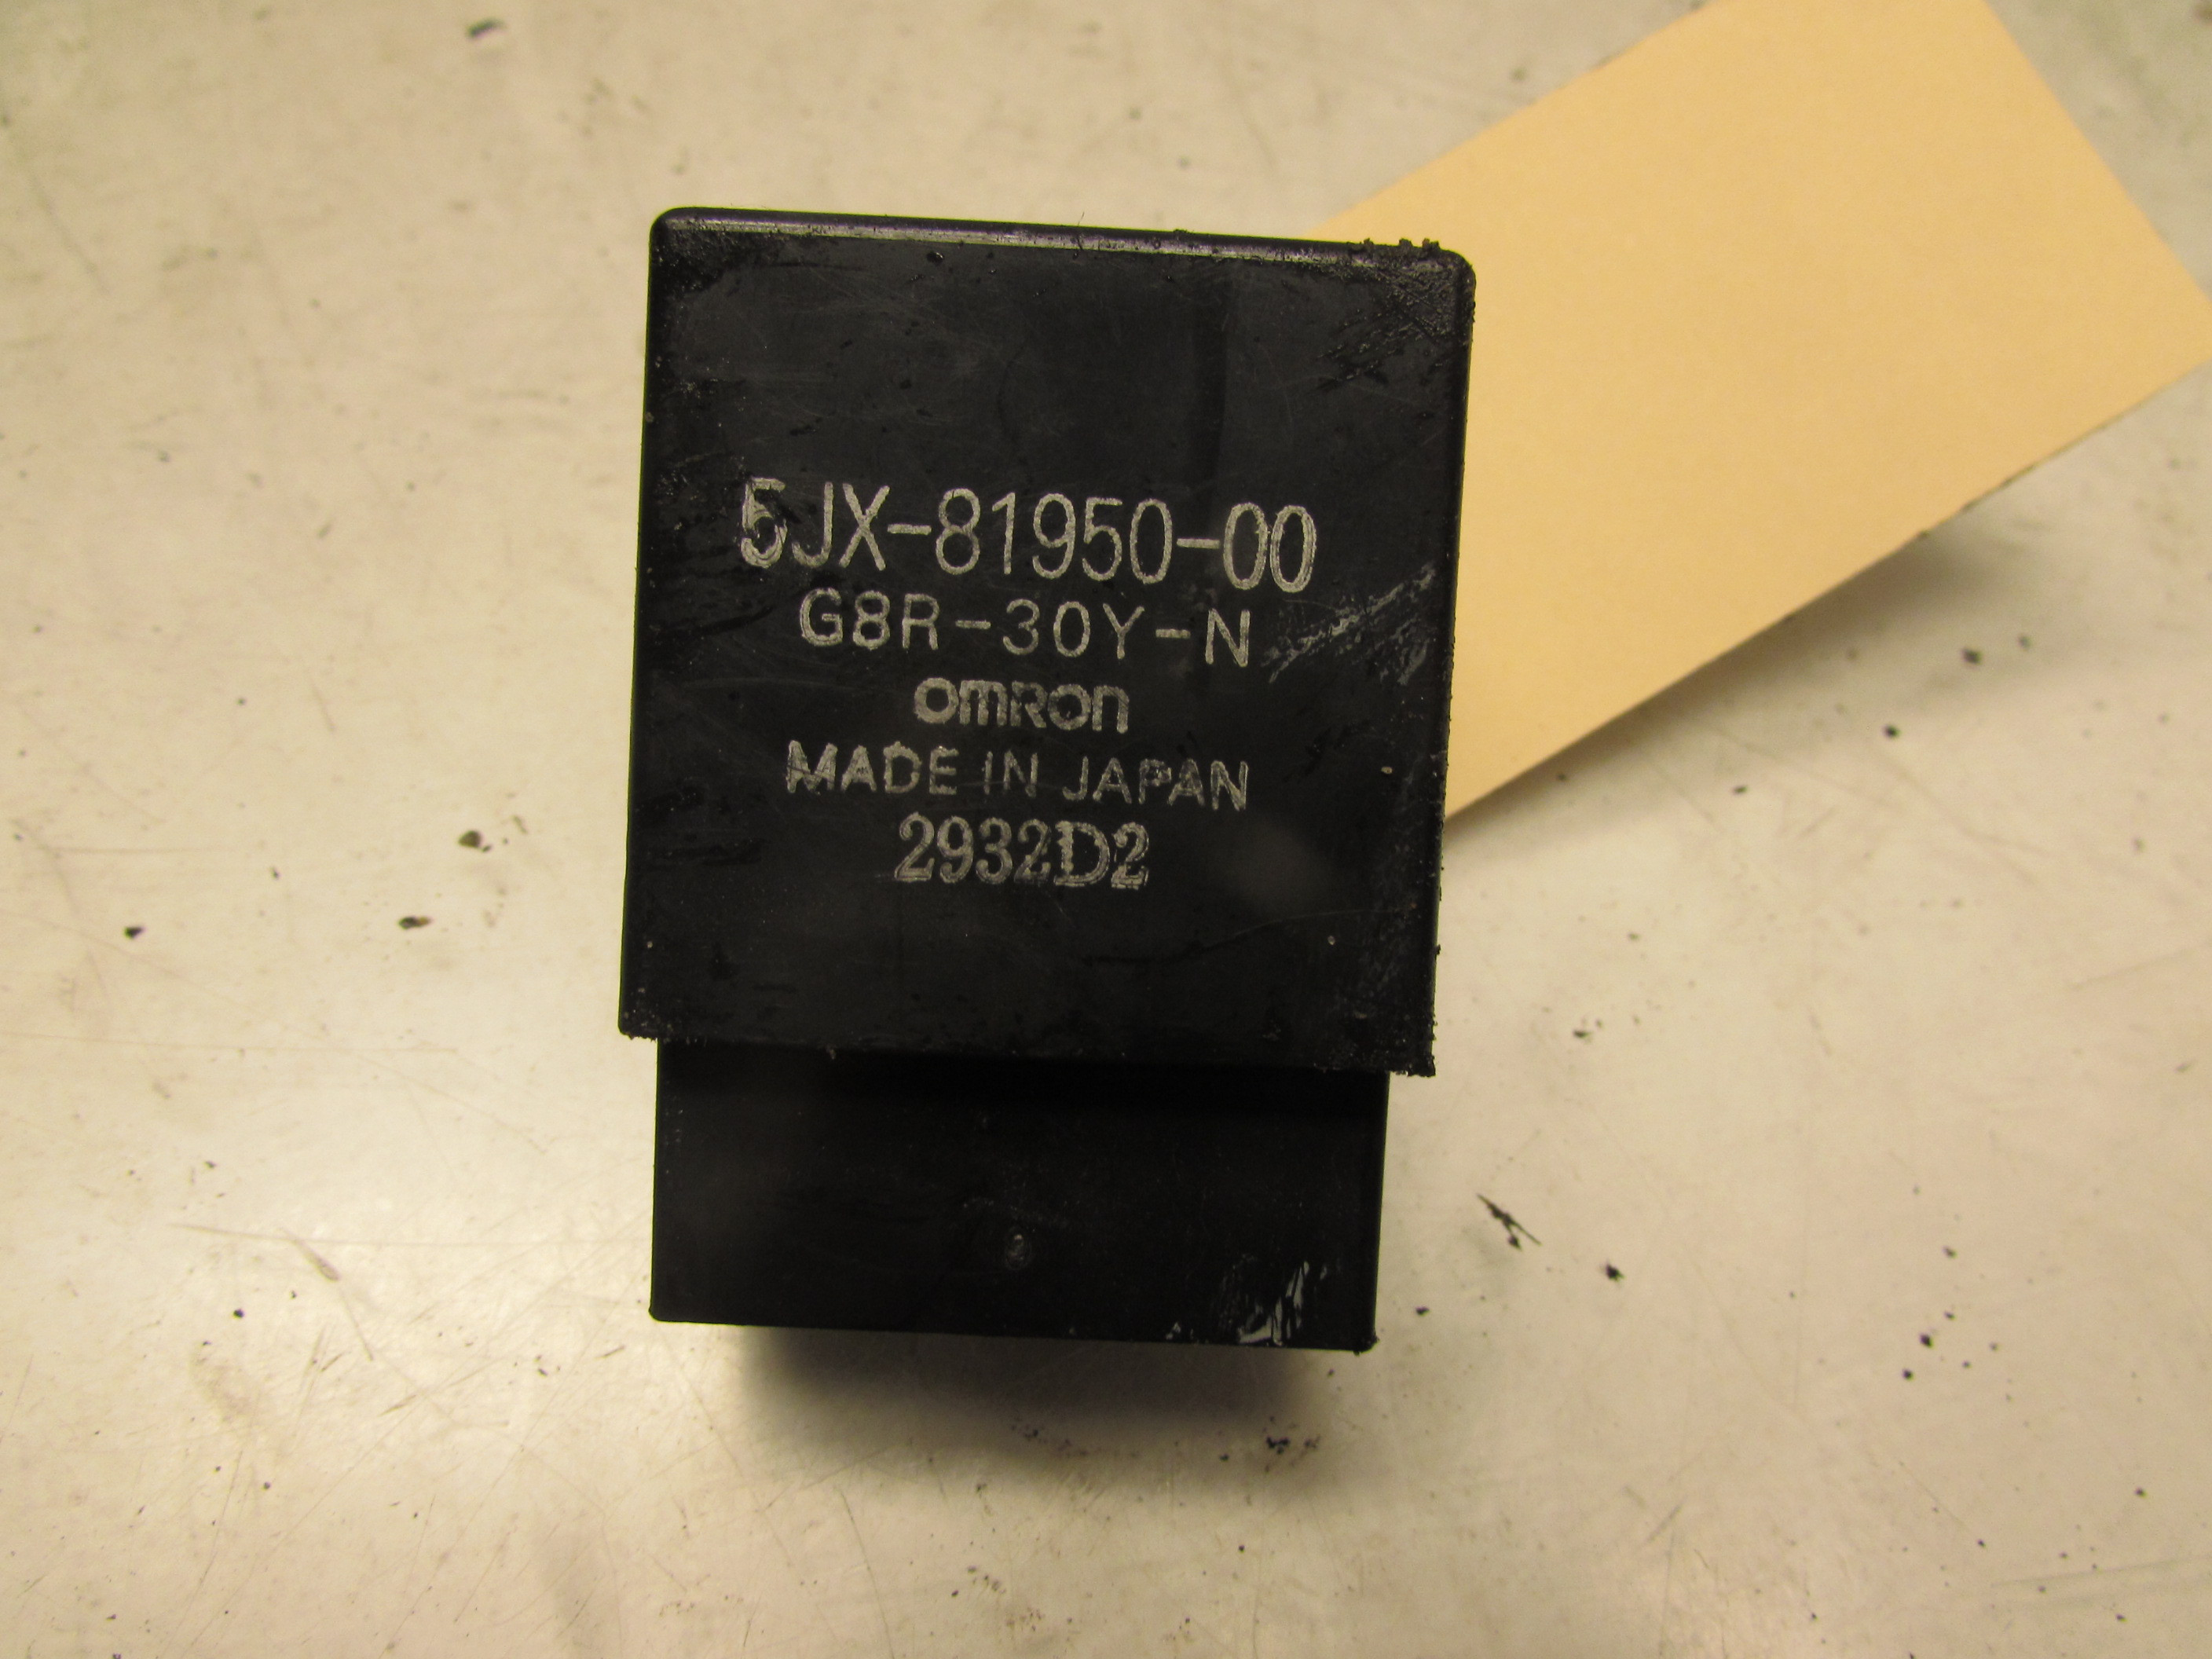 5JX-81950-00
G8R-30Y-N
omron
MADE IN JAPAN
2932D2